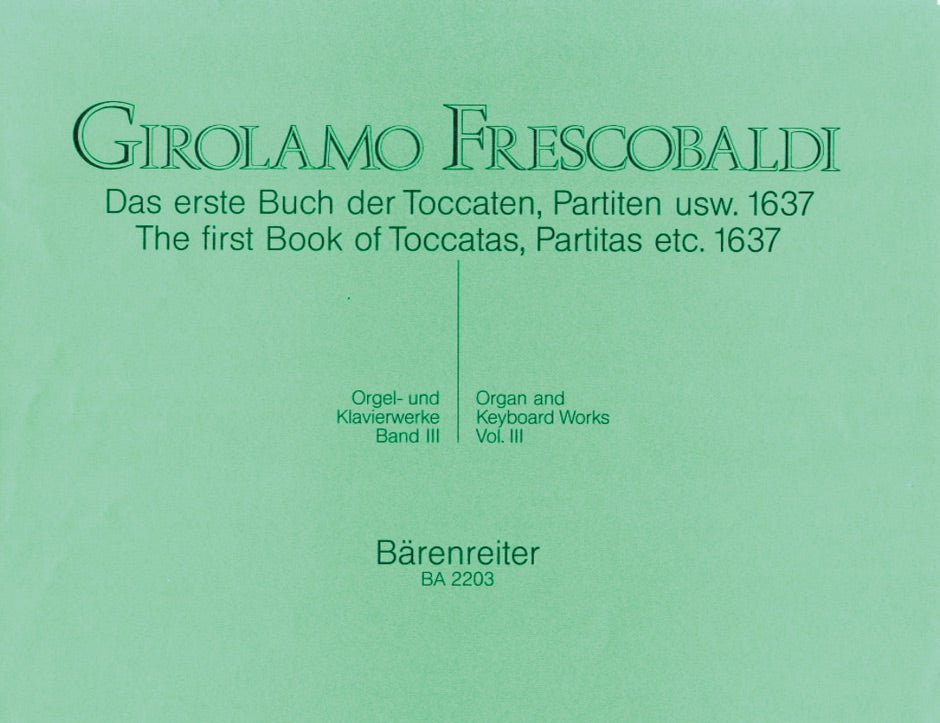 GIROLAMO FRESCOBALDI
Das erste Buch der Toccaten, Partiten usw. 1637
The first Book of Toccatas, Partitas etc. 1637
Orgel- und
Klavierwerke
Band III
Organ and
Keyboard Works
Vol. III
Bärenreiter
BA 2203